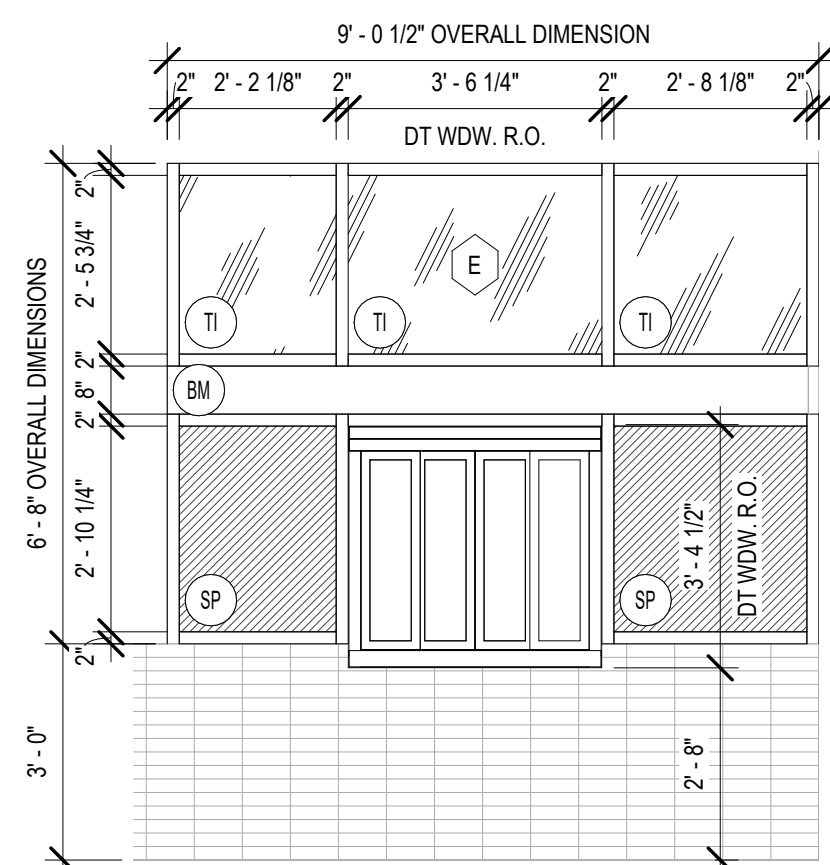 9' - 0 1/2" OVERALL DIMENSION
2" 2' - 2 1/8" 2" 3' - 6 1/4" 2" 2' - 8 1/8" 2"
DT WDW. R.O.
6' - 8" OVERALL DIMENSIONS
2"
2' - 5 3/4"
2"
8"
2"
2' - 10 1/4"
2"
3' - 0"
E
TI TI TI
BM
SP SP
3' - 4 1/2"
DT WDW. R.O.
2' - 8"